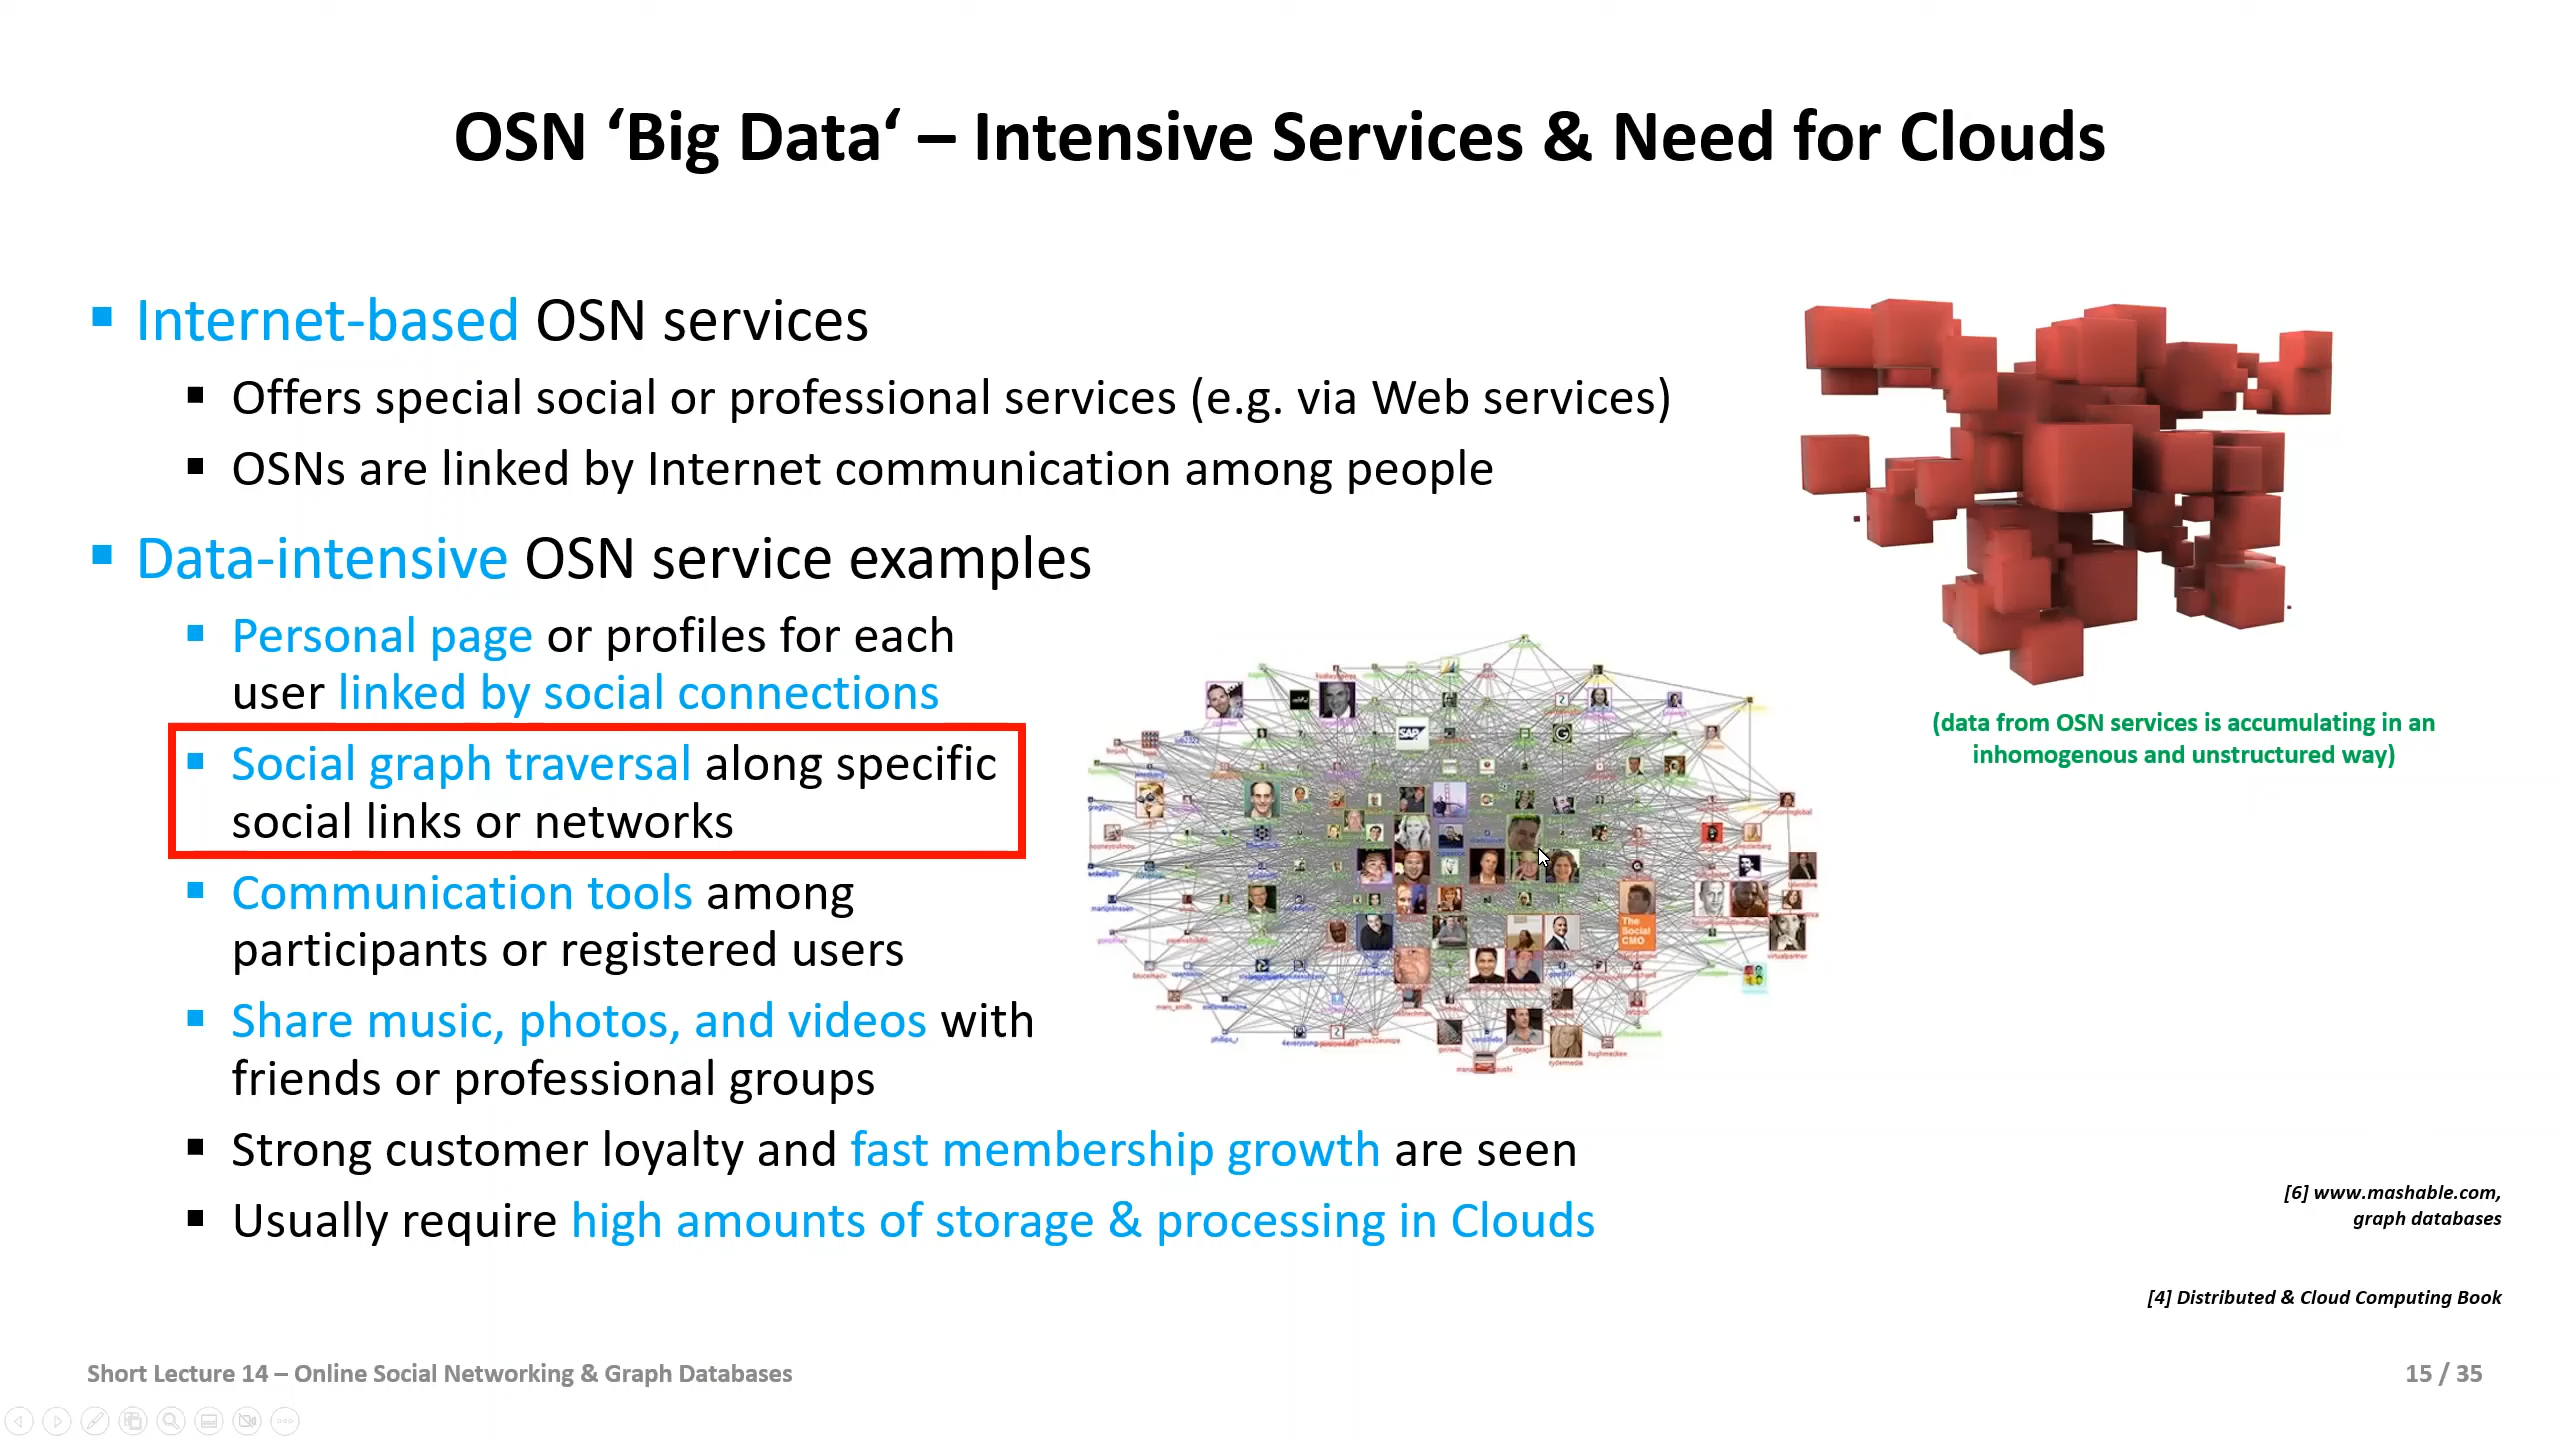 OSN ‘Big Data‘ – Intensive Services & Need for Clouds
Internet-based OSN services
Offers special social or professional services (e.g. via Web services)
OSNs are linked by Internet communication among people
Data-intensive OSN service examples
Personal page or profiles for each
user linked by social connections
Social graph traversal along specific
social links or networks
Communication tools among
participants or registered users
Share music, photos, and videos with
friends or professional groups
Strong customer loyalty and fast membership growth are seen
Usually require high amounts of storage & processing in Clouds
(data from OSN services is accumulating in an
inhomogenous and unstructured way)
SAP
The
Social
CMO
[6] www.mashable.com,
graph databases
[4] Distributed & Cloud Computing Book
Short Lecture 14 – Online Social Networking & Graph Databases
15 / 35